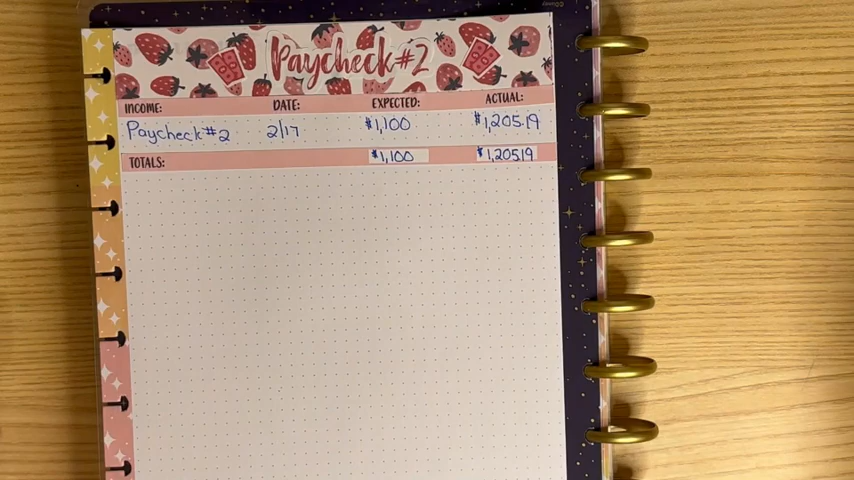 Paycheck#2
INCOME: DATE: EXPECTED: ACTUAL:
Paycheck#2 2/17 $1,100 $1,205.19
TOTALS: $1,100 $1,205.19